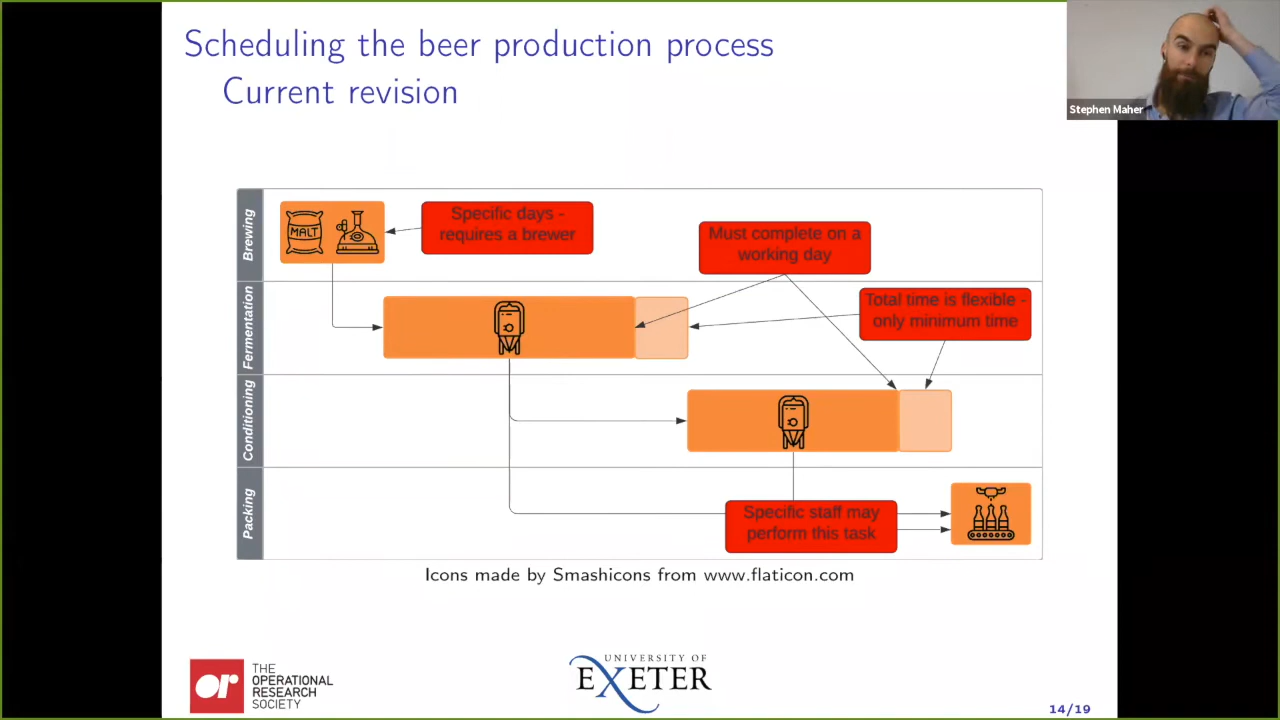 Scheduling the beer production process
Current revision
Stephen Maher
Brewing
MALT
Specific days -
requires a brewer
Must complete on a
working day
Fermentation
Total time is flexible -
only minimum time
Conditioning
Packing
Specific staff may
perform this task
Icons made by Smashicons from www.flaticon.com
or
THE
OPERATIONAL
RESEARCH
SOCIETY
UNIVERSITY OF
EXETER
14/19